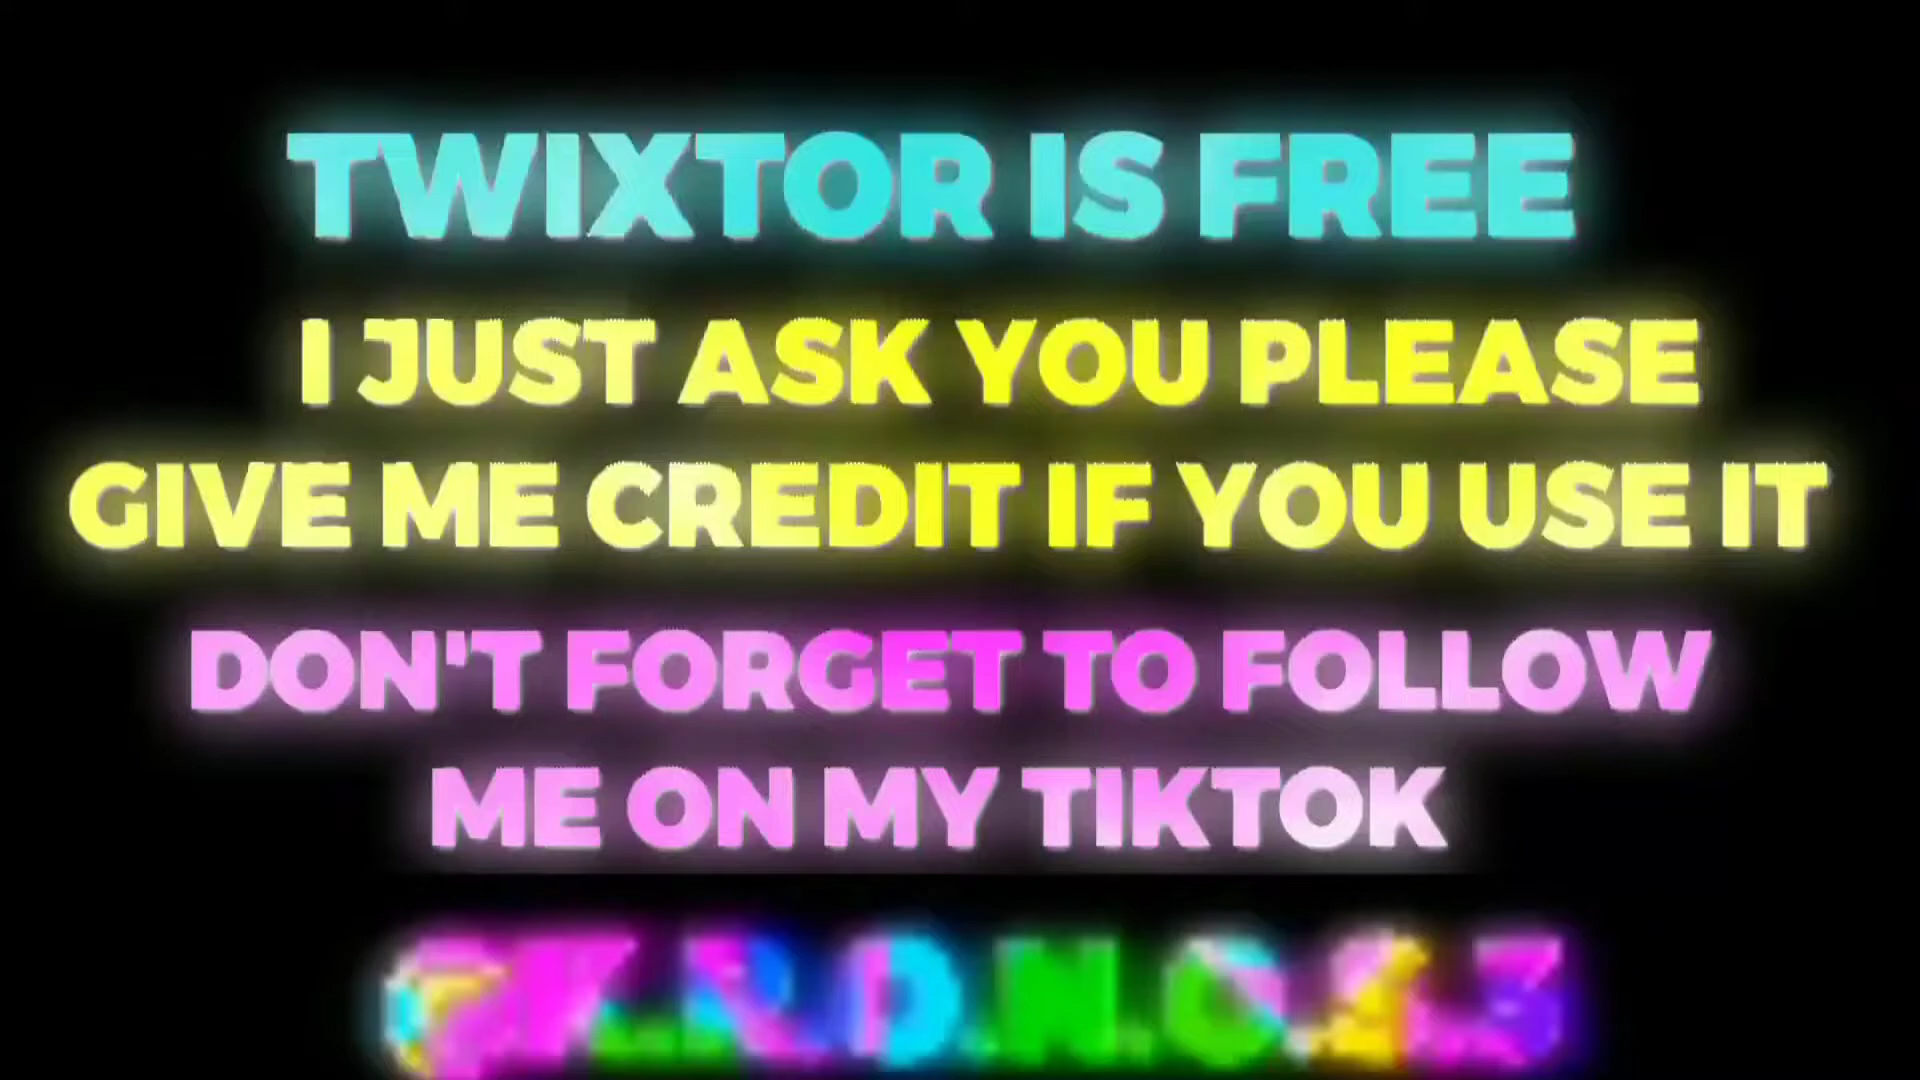 TWIXTOR IS FREE
I JUST ASK YOU PLEASE
GIVE ME CREDIT IF YOU USE IT
DON'T FORGET TO FOLLOW
ME ON MY TIKTOK